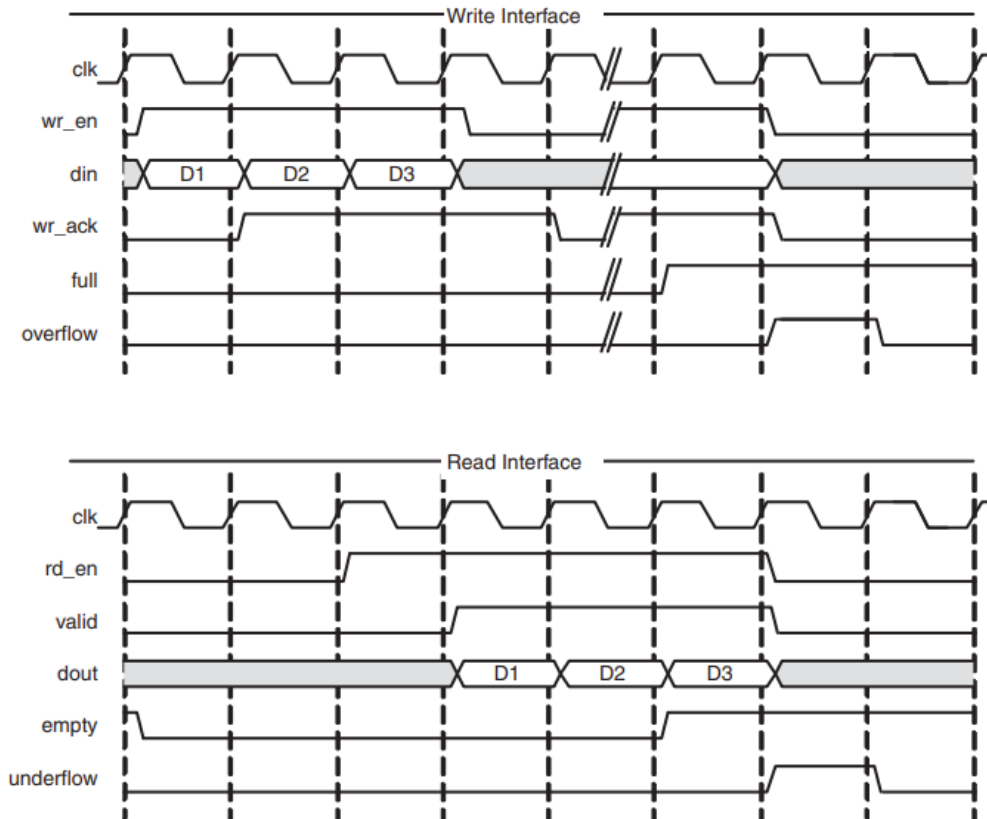 Write Interface
clk
wr_en
din D1 D2 D3
wr_ack
full
overflow
Read Interface
clk
rd_en
valid
dout D1 D2 D3
empty
underflow